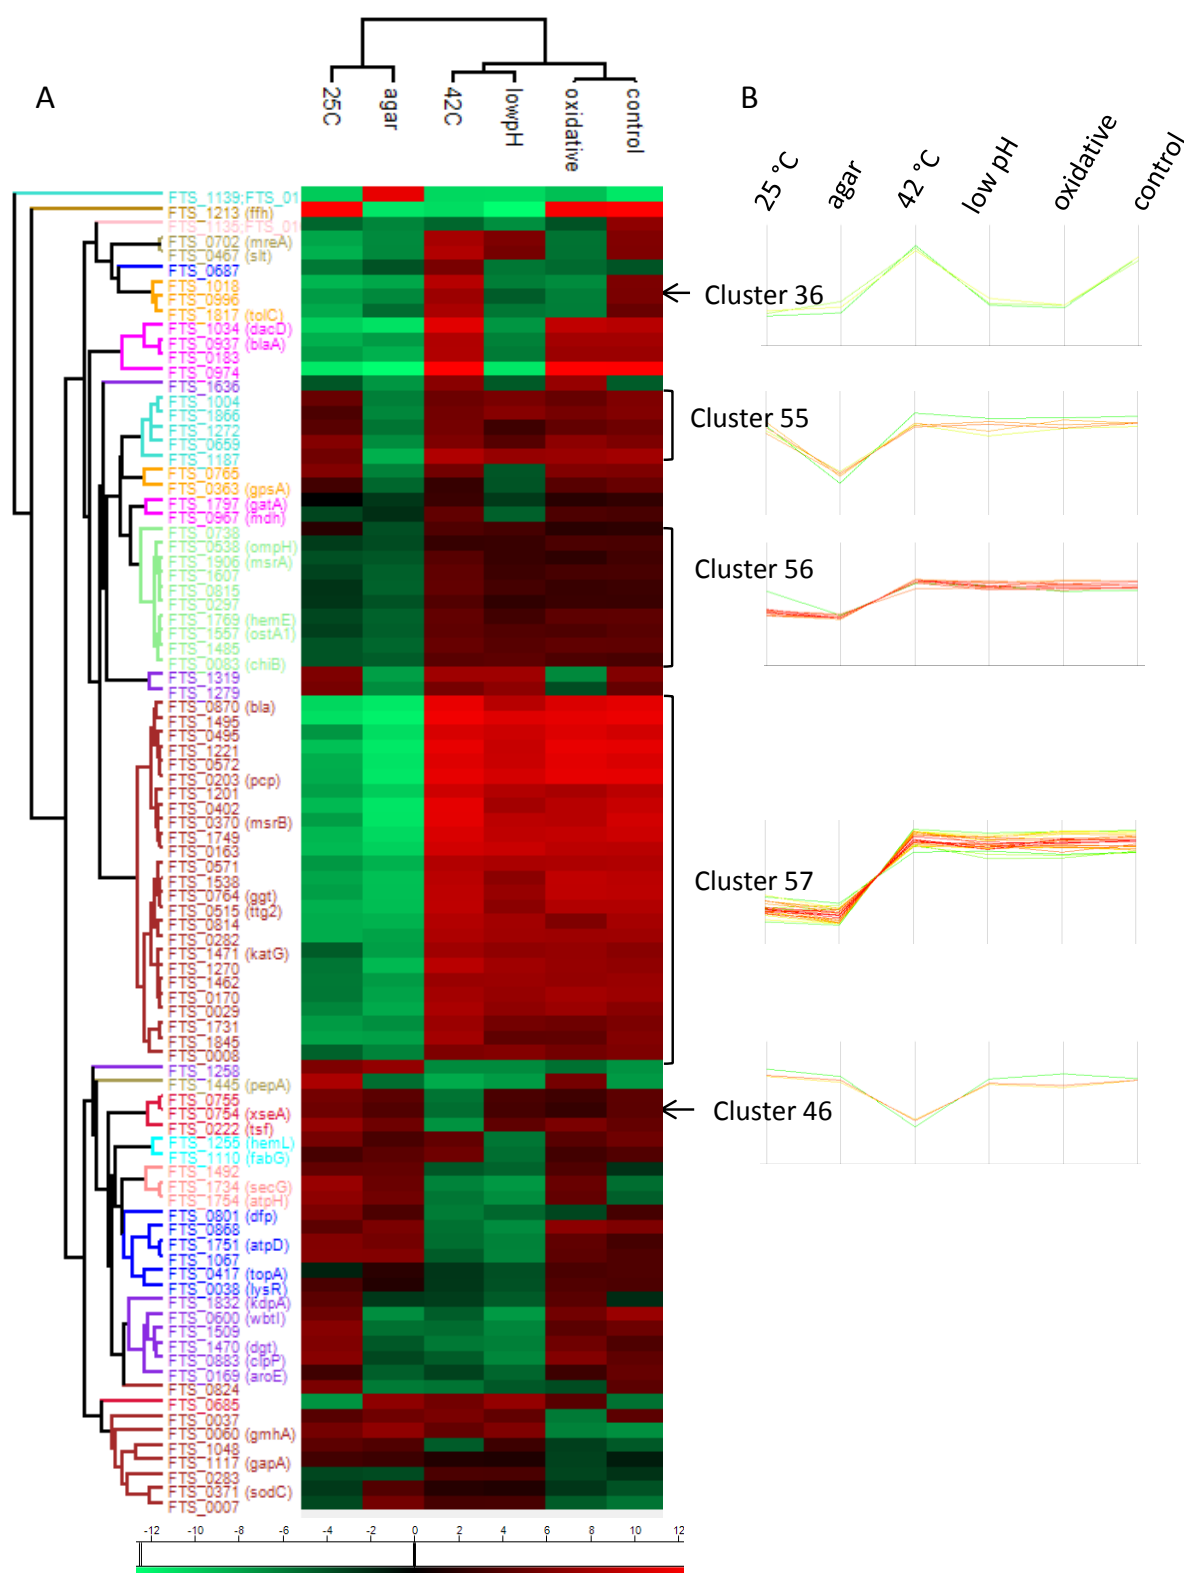 A
B
25C
agar
42C
lowpH
oxidative
control
25 °C
agar
42 °C
low pH
oxidative
control
FTS_1139;FTS_01
FTS_1213 (ffh)
FTS_1135;FTS_01
FTS_0702 (mreA)
FTS_0467 (slt)
FTS_0687
FTS_1018
FTS_0996
FTS_1817 (tolC)
FTS_1034 (dacD)
FTS_0937 (blaA)
FTS_0183
FTS_0974
FTS_1636
FTS_1004
FTS_1866
FTS_1272
FTS_0659
FTS_1187
FTS_0765
FTS_0363 (gpsA)
FTS_1797 (gatA)
FTS_0967 (mdh)
FTS_0738
FTS_0538 (ompH)
FTS_1906 (msrA)
FTS_1607
FTS_0815
FTS_0297
FTS_1769 (hemE)
FTS_1557 (ostA1)
FTS_1485
FTS_0083 (chiB)
FTS_1319
FTS_1279
FTS_0870 (bla)
FTS_1495
FTS_0495
FTS_1221
FTS_0572
FTS_0203 (pcp)
FTS_1201
FTS_0402
FTS_0370 (msrB)
FTS_1749
FTS_0163
FTS_0571
FTS_1538
FTS_0764 (ggt)
FTS_0515 (ttg2)
FTS_0814
FTS_0282
FTS_1471 (katG)
FTS_1270
FTS_1462
FTS_0170
FTS_0029
FTS_1731
FTS_1845
FTS_0008
FTS_1258
FTS_1445 (pepA)
FTS_0755
FTS_0754 (xseA)
FTS_0222 (tsf)
FTS_1255 (hemL)
FTS_1110 (fabG)
FTS_1492
FTS_1734 (secG)
FTS_1754 (atpH)
FTS_0801 (dfp)
FTS_0868
FTS_1751 (atpD)
FTS_1067
FTS_0417 (topA)
FTS_0038 (lysR)
FTS_1832 (kdpA)
FTS_0600 (wbtI)
FTS_1509
FTS_1470 (dgt)
FTS_0883 (clpP)
FTS_0169 (aroE)
FTS_0824
FTS_0685
FTS_0037
FTS_0060 (gmhA)
FTS_1048
FTS_1117 (gapA)
FTS_0283
FTS_0371 (sodC)
FTS_0007
Cluster 36
Cluster 55
Cluster 56
Cluster 57
Cluster 46
-12 -10 -8 -6 -4 -2 0 2 4 6 8 10 12